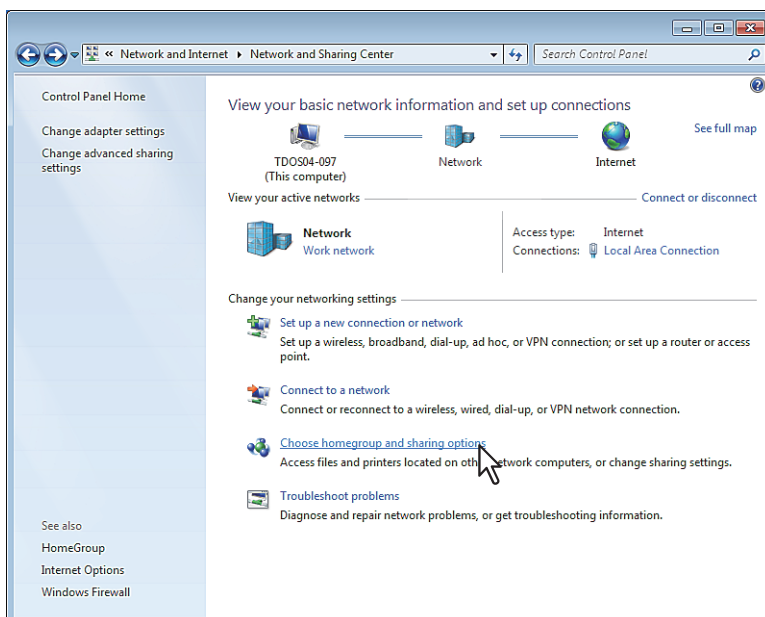 « Network and Internet ▸ Network and Sharing Center
Search Control Panel
Control Panel Home
Change adapter settings
Change advanced sharing
settings
See also
HomeGroup
Internet Options
Windows Firewall
View your basic network information and set up connections
See full map
TDOS04-097
(This computer)
Network
Internet
View your active networks
Connect or disconnect
Network
Work network
Access type: Internet
Connections: Local Area Connection
Change your networking settings
Set up a new connection or network
Set up a wireless, broadband, dial-up, ad hoc, or VPN connection; or set up a router or access
point.
Connect to a network
Connect or reconnect to a wireless, wired, dial-up, or VPN network connection.
Choose homegroup and sharing options
Access files and printers located on other network computers, or change sharing settings.
Troubleshoot problems
Diagnose and repair network problems, or get troubleshooting information.